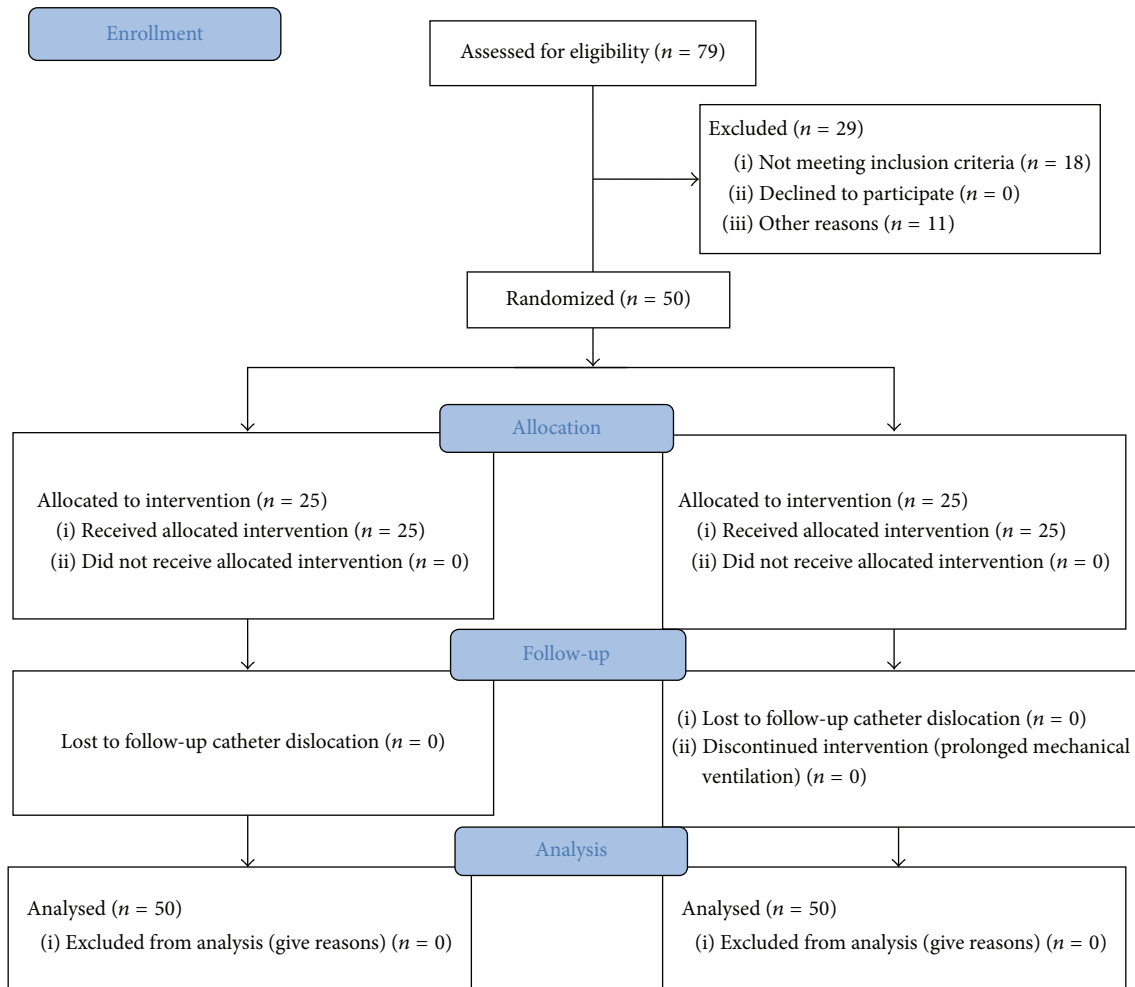 Enrollment
Assessed for eligibility (n = 79)
Excluded (n = 29)
(i) Not meeting inclusion criteria (n = 18)
(ii) Declined to participate (n = 0)
(iii) Other reasons (n = 11)
Randomized (n = 50)
Allocation
Allocated to intervention (n = 25)
(i) Received allocated intervention (n = 25)
(ii) Did not receive allocated intervention (n = 0)
Allocated to intervention (n = 25)
(i) Received allocated intervention (n = 25)
(ii) Did not receive allocated intervention (n = 0)
Follow-up
Lost to follow-up catheter dislocation (n = 0)
(i) Lost to follow-up catheter dislocation (n = 0)
(ii) Discontinued intervention (prolonged mechanical
ventilation) (n = 0)
Analysis
Analysed (n = 50)
(i) Excluded from analysis (give reasons) (n = 0)
Analysed (n = 50)
(i) Excluded from analysis (give reasons) (n = 0)